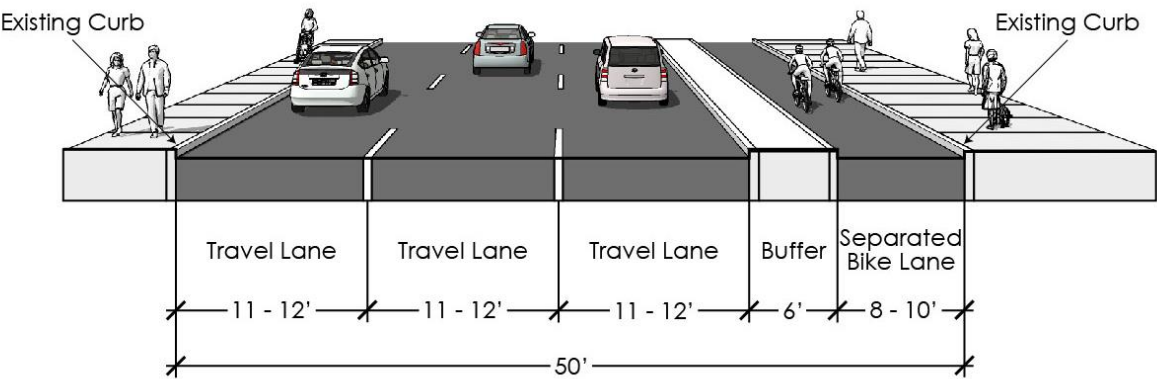 Existing Curb
Existing Curb
Travel Lane
Travel Lane
Travel Lane
Buffer
Separated
Bike Lane
11 - 12’
11 - 12’
11 - 12’
6’
8 - 10’
50’